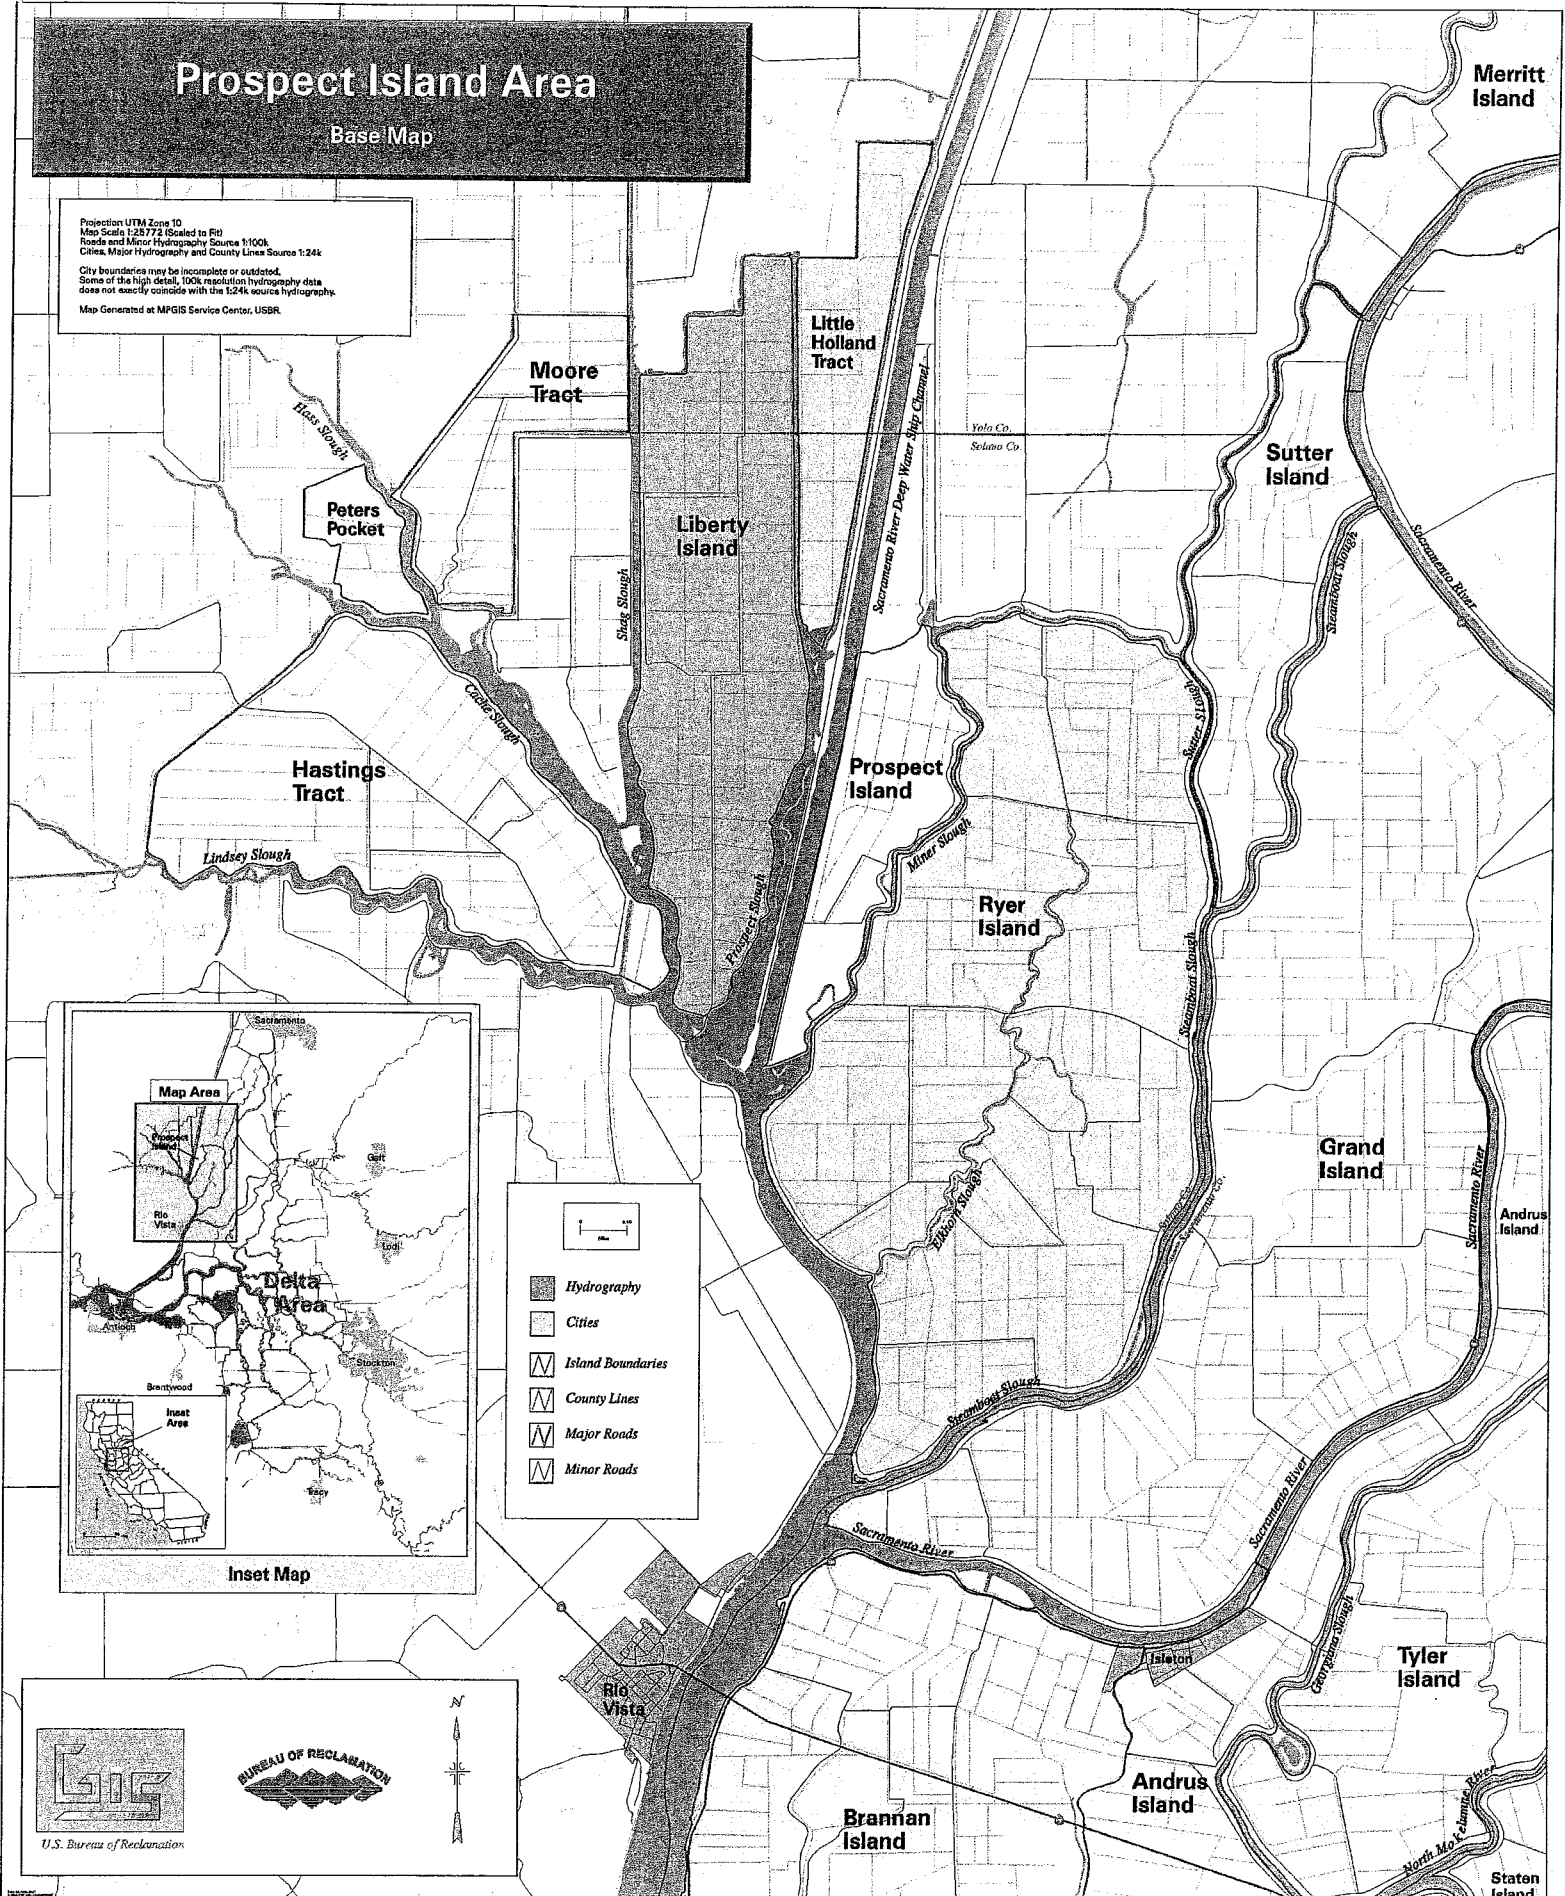 Prospect Island Area
Base Map
Projection UTM Zone 10
Map Scale 1:25772 (Scaled to Fit)
Roads and Minor Hydrography Source 1:100k
Cities, Major Hydrography and County Lines Source 1:24k
City boundaries may be incomplete or outdated.
Some of the high detail, 100k resolution hydrography data
does not exactly coincide with the 1:24k source hydrography.
Map Generated at MPGIS Service Center, USBR.
Merritt
Island
Little
Holland
Tract
Moore
Tract
Hass Slough
Sacramento River Deep Water Ship Channel
Yolo Co.
Solano Co.
Sutter
Island
Peters
Pocket
Liberty
Island
Shag Slough
Steamboat Slough
Sacramento River
Cache Slough
Sutter Slough
Hastings
Tract
Prospect
Island
Miner Slough
Lindsey Slough
Prospect Slough
Ryer
Island
Steamboat Slough
Grand
Island
Sacramento River
Andrus
Island
Elkhorn Slough
Solano Co.
Sacramento Co.
Steamboat Slough
Sacramento River
Sacramento River
Georgiana Slough
Isleton
Tyler
Island
Rio
Vista
Andrus
Island
Brannan
Island
North Mokelumne River
Staten
Island
Sacramento
Map Area
Prospect
Island
Rio
Vista
Galt
Lodi
Delta
Area
Antioch
Stockton
Brentwood
Tracy
Inset
Area
Inset Map
0
Miles
Hydrography
Cities
Island Boundaries
County Lines
Major Roads
Minor Roads
GIS
U.S. Bureau of Reclamation
BUREAU OF RECLAMATION
N